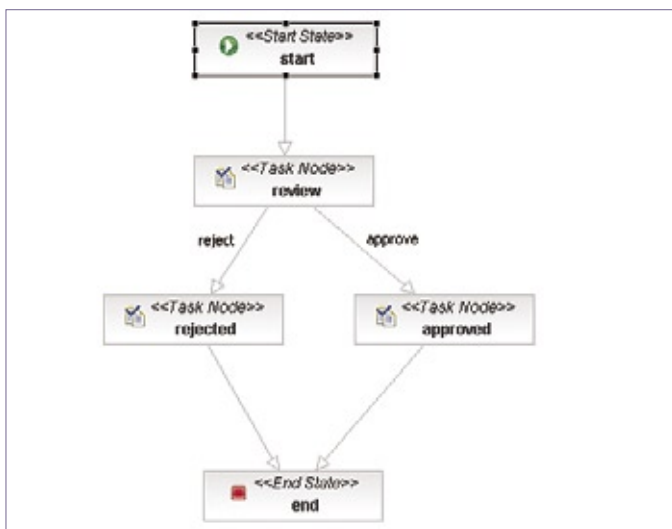 <<Start State>>
start
<<Task Node>>
review
reject
approve
<<Task Node>>
rejected
<<Task Node>>
approved
<<End State>>
end